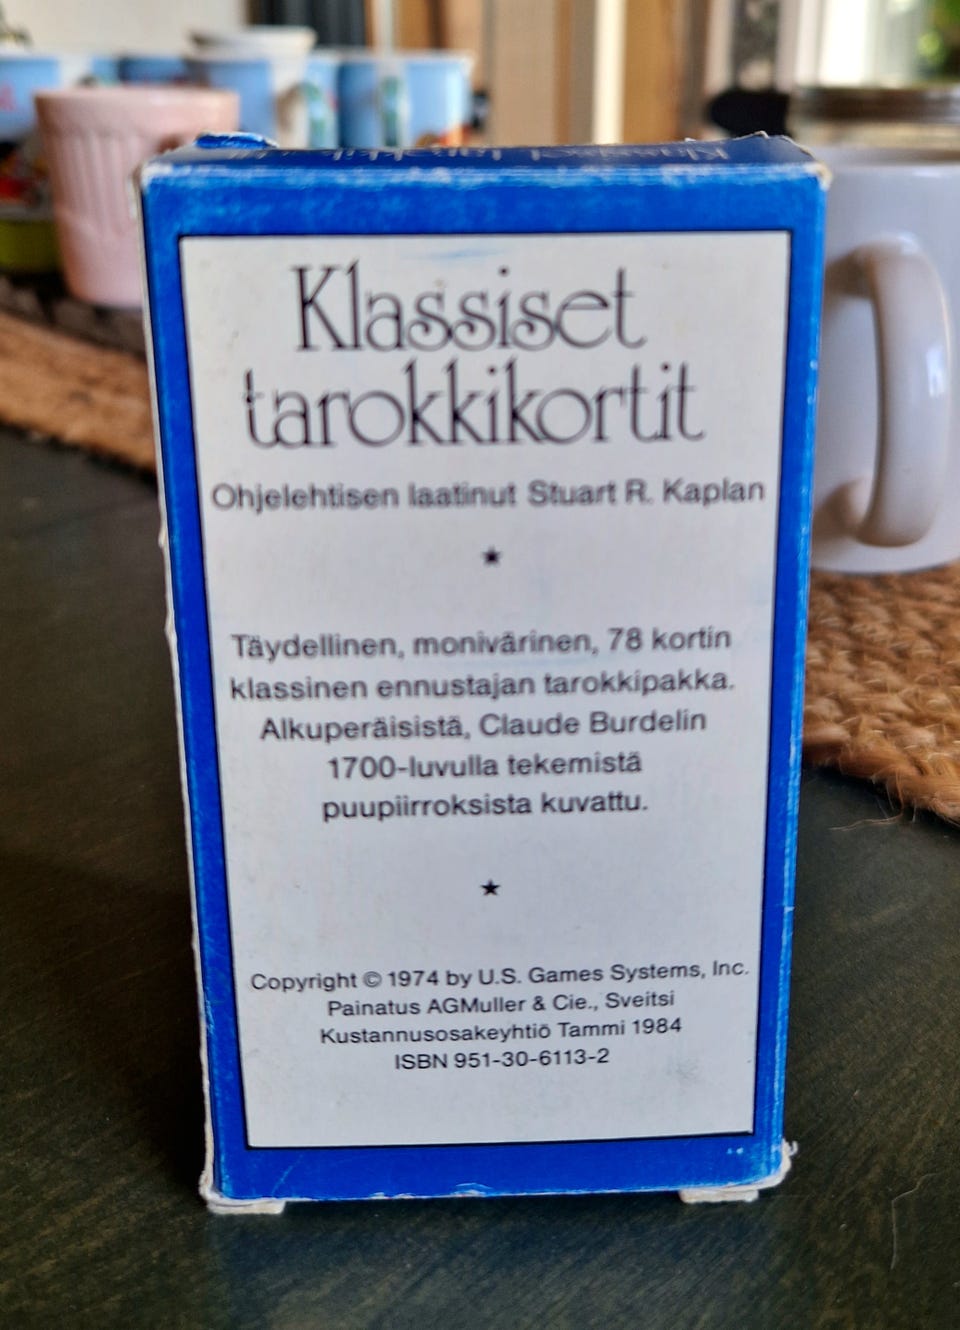 Klassiset
tarokkikortit
Ohjelehtisen laatinut Stuart R. Kaplan
Täydellinen, monivärinen, 78 kortin
klassinen ennustajan tarokkipakka.
Alkuperäisistä, Claude Burdelin
1700-luvulla tekemistä
puupiirroksista kuvattu.
Copyright © 1974 by U.S. Games Systems, Inc.
Painatus AGMuller & Cie., Sveitsi
Kustannusosakeyhtiö Tammi 1984
ISBN 951-30-6113-2